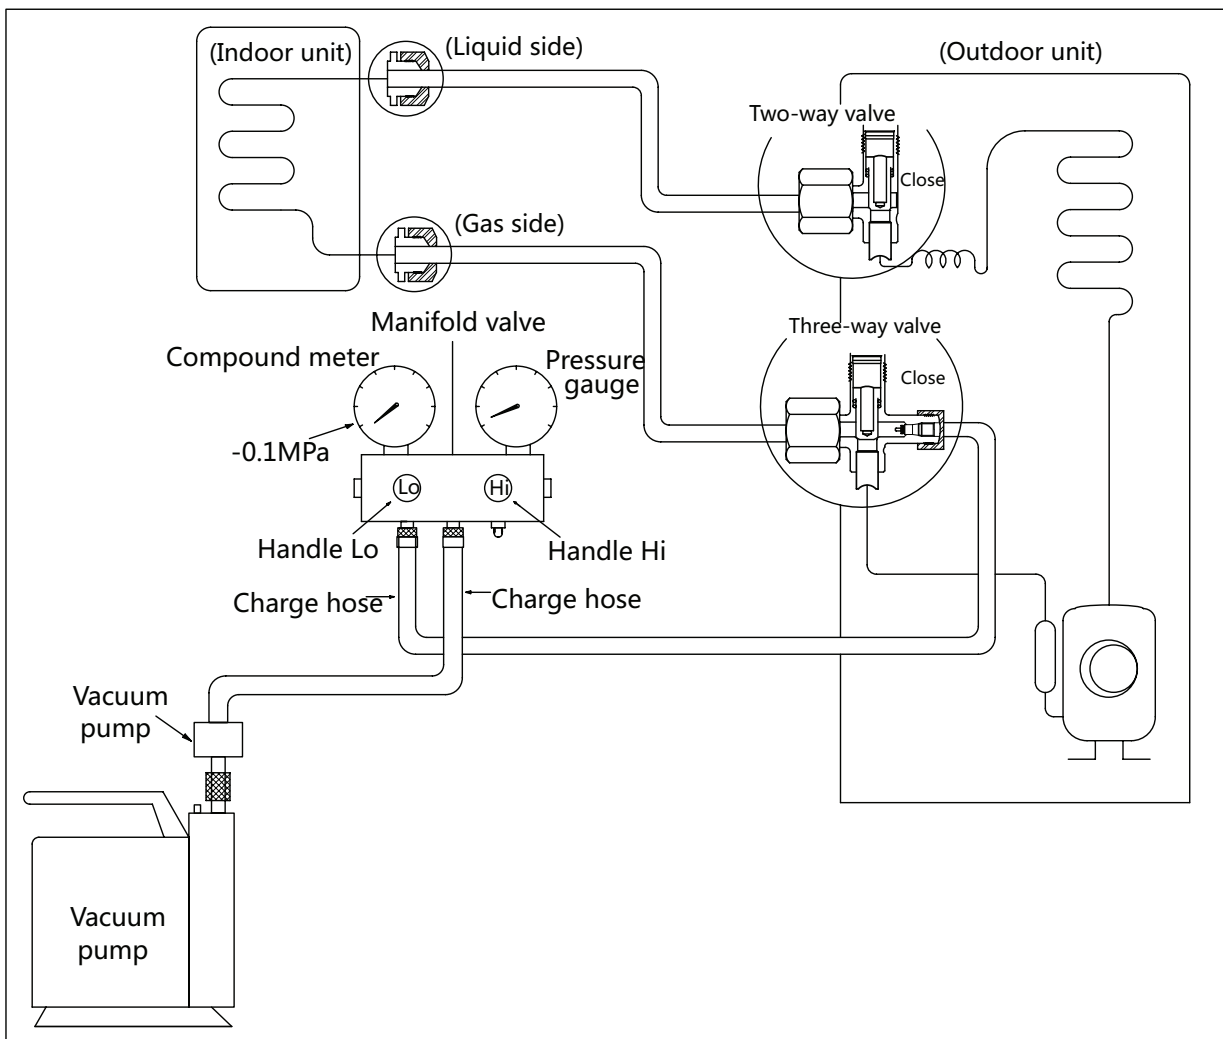 (Indoor unit)
(Liquid side)
(Outdoor unit)
Two-way valve
Close
(Gas side)
Manifold valve
Three-way valve
Compound meter
Pressure
gauge
Close
-0.1MPa
Lo
Hi
Handle Lo
Handle Hi
Charge hose
Charge hose
Vacuum
pump
Vacuum
pump